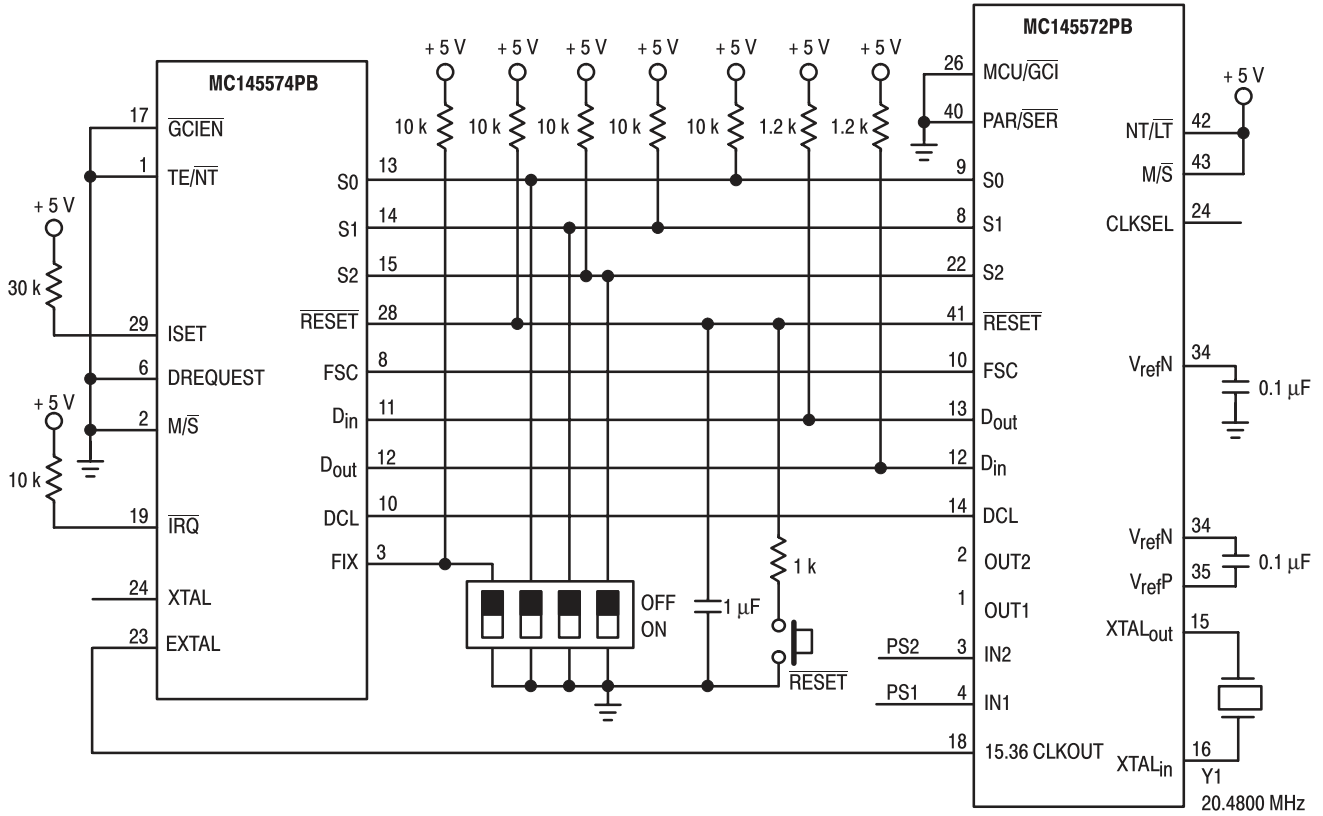 MC145572PB
MC145574PB
+ 5 V
+ 5 V
+ 5 V
+ 5 V
+ 5 V
+ 5 V
+ 5 V
+ 5 V
10 k
10 k
10 k
10 k
10 k
1.2 k
1.2 k
17
GCIEN
1
TE/NT
+ 5 V
30 k
29
ISET
6
DREQUEST
+ 5 V
2
M/S
10 k
19
IRQ
24
XTAL
23
EXTAL
S0
13
S1
14
S2
15
RESET
28
FSC
8
Din
11
Dout
12
DCL
10
FIX
3
OFF
ON
1 µF
1 k
RESET
26
MCU/GCI
40
PAR/SER
9
S0
8
S1
22
S2
41
RESET
10
FSC
13
Dout
12
Din
14
DCL
2
OUT2
1
OUT1
PS2
3
IN2
PS1
4
IN1
18
15.36 CLKOUT
NT/LT
42
M/S
43
CLKSEL
24
VrefN
34
0.1 µF
VrefN
34
VrefP
35
0.1 µF
XTALout
15
XTALin
16
Y1
20.4800 MHz